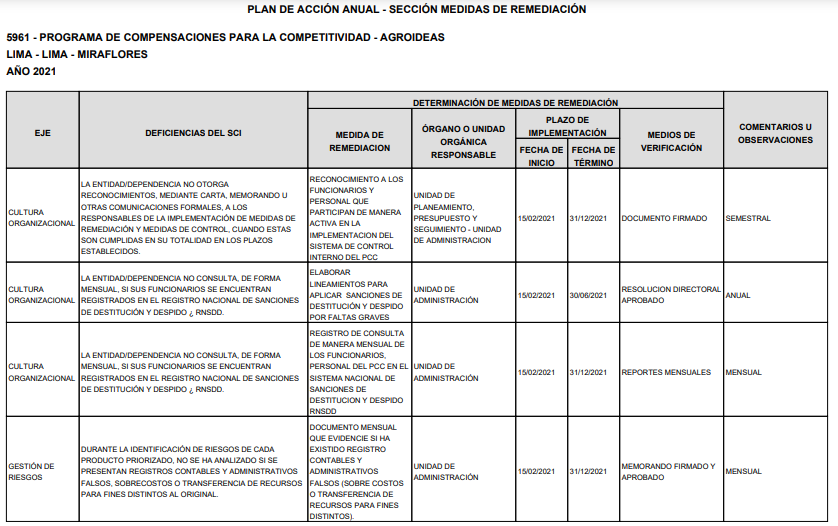 PLAN DE ACCIÓN ANUAL - SECCIÓN MEDIDAS DE REMEDIACIÓN
5961 - PROGRAMA DE COMPENSACIONES PARA LA COMPETITIVIDAD - AGROIDEAS
LIMA - LIMA - MIRAFLORES
AÑO 2021
EJE
DEFICIENCIAS DEL SCI
DETERMINACIÓN DE MEDIDAS DE REMEDIACIÓN
MEDIDA DE
REMEDIACION
ÓRGANO O UNIDAD
ORGÁNICA
RESPONSABLE
PLAZO DE
IMPLEMENTACIÓN
FECHA DE
INICIO
FECHA DE
TÉRMINO
MEDIOS DE
VERIFICACIÓN
COMENTARIOS U
OBSERVACIONES
CULTURA
ORGANIZACIONAL
LA ENTIDAD/DEPENDENCIA NO OTORGA
RECONOCIMIENTOS, MEDIANTE CARTA, MEMORANDO U
OTRAS COMUNICACIONES FORMALES, A LOS
RESPONSABLES DE LA IMPLEMENTACIÓN DE MEDIDAS DE
REMEDIACIÓN Y MEDIDAS DE CONTROL, CUANDO ESTAS
SON CUMPLIDAS EN SU TOTALIDAD EN LOS PLAZOS
ESTABLECIDOS.
RECONOCIMIENTO A LOS
FUNCIONARIOS Y
PERSONAL QUE
PARTICIPAN DE MANERA
ACTIVA EN LA
IMPLEMENTACION DEL
SISTEMA DE CONTROL
INTERNO DEL PCC
UNIDAD DE
PLANEAMIENTO,
PRESUPUESTO Y
SEGUIMIENTO - UNIDAD
DE ADMINISTRACION
15/02/2021
31/12/2021
DOCUMENTO FIRMADO
SEMESTRAL
CULTURA
ORGANIZACIONAL
LA ENTIDAD/DEPENDENCIA NO CONSULTA, DE FORMA
MENSUAL, SI SUS FUNCIONARIOS SE ENCUENTRAN
REGISTRADOS EN EL REGISTRO NACIONAL DE SANCIONES
DE DESTITUCIÓN Y DESPIDO ¿ RNSDD.
ELABORAR
LINEAMIENTOS PARA
APLICAR SANCIONES DE
DESTITUCIÓN Y DESPIDO
POR FALTAS GRAVES
UNIDAD DE
ADMINISTRACIÓN
15/02/2021
30/06/2021
RESOLUCION DIRECTORAL
APROBADO
ANUAL
CULTURA
ORGANIZACIONAL
LA ENTIDAD/DEPENDENCIA NO CONSULTA, DE FORMA
MENSUAL, SI SUS FUNCIONARIOS SE ENCUENTRAN
REGISTRADOS EN EL REGISTRO NACIONAL DE SANCIONES
DE DESTITUCIÓN Y DESPIDO ¿ RNSDD.
REGISTRO DE CONSULTA
DE MANERA MENSUAL DE
LOS FUNCIONARIOS,
PERSONAL DEL PCC EN EL
SISTEMA NACIONAL DE
SANCIONES DE
DESTITUCION Y DESPIDO
RNSDD
UNIDAD DE
ADMINISTRACIÓN
15/02/2021
31/12/2021
REPORTES MENSUALES
MENSUAL
GESTIÓN DE
RIESGOS
DURANTE LA IDENTIFICACIÓN DE RIESGOS DE CADA
PRODUCTO PRIORIZADO, NO SE HA ANALIZADO SI SE
PRESENTAN REGISTROS CONTABLES Y ADMINISTRATIVOS
FALSOS, SOBRECOSTOS O TRANSFERENCIA DE RECURSOS
PARA FINES DISTINTOS AL ORIGINAL.
DOCUMENTO MENSUAL
QUE EVIDENCIE SI HA
EXISTIDO REGISTRO
CONTABLES Y
ADMINISTRATIVOS
FALSOS (SOBRE COSTOS
O TRANSFERENCIA DE
RECURSOS PARA FINES
DISTINTOS).
UNIDAD DE
ADMINISTRACIÓN
15/02/2021
31/12/2021
MEMORANDO FIRMADO Y
APROBADO
MENSUAL